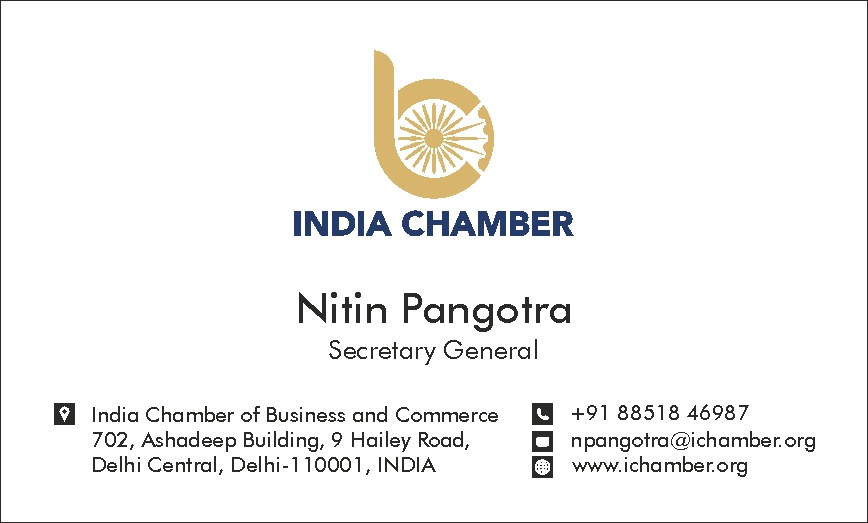 INDIA CHAMBER
Nitin Pangotra
Secretary General
India Chamber of Business and Commerce
702, Ashadeep Building, 9 Hailey Road,
Delhi Central, Delhi-110001, INDIA
+91 88518 46987
npangotra@ichamber.org
www.ichamber.org